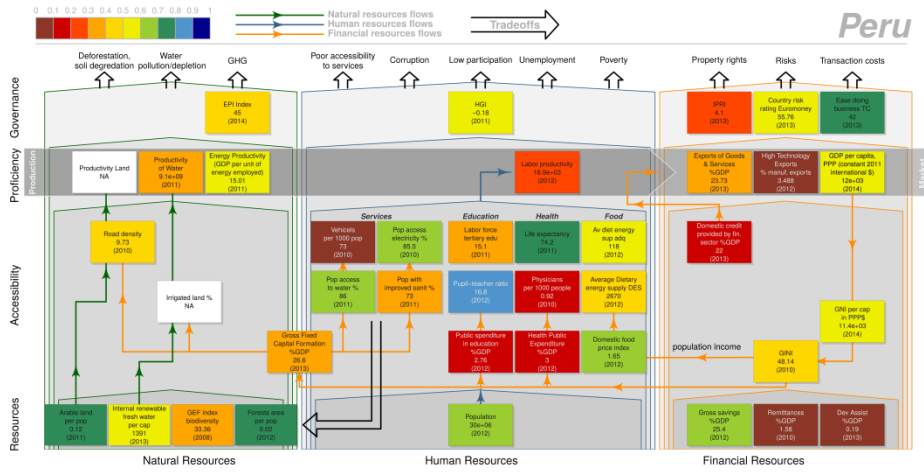 0 0.1 0.2 0.3 0.4 0.5 0.6 0.7 0.8 0.9 1
Natural resources flows
Human resources flows
Financial resources flows
Tradeoffs
Peru
Deforestation,
soil degredation
Water
pollution/depletion
GHG
Poor accessibility
to services
Corruption
Low participation
Unemployment
Poverty
Property rights
Risks
Transaction costs
Governance
EPI Index
45
(2014)
HGI
−0.18
(2011)
IPRI
4.1
(2013)
Country risk
rating Euromoney
55.76
(2013)
Ease doing
business TC
42
(2013)
Proficiency
Production
Productivity Land
NA
Productivity
of Water
9.1e+09
(2011)
Energy Productivity
(GDP per unit of
energy employed)
15.01
(2011)
Labor productivity
16.9e+03
(2012)
Exports of Goods
& Services
%GDP
23.73
(2013)
High Technology
Exports
% manuf. exports
3.488
(2012)
GDP per capita,
PPP (constant 2011
international $)
12e+03
(2014)
Market
Accessibility
Services
Education
Health
Food
Road density
9.73
(2010)
Vehicels
per 1000 pop
73
(2010)
Pop access
electricity %
85.5
(2010)
Labor force
tertiary edu
15.1
(2011)
Life expectancy
74.2
(2011)
Av diet energy
sup adq
118
(2012)
Domestic credit
provided by fin.
sector %GDP
22
(2013)
Irrigated land %
NA
Pop access
to water %
86
(2011)
Pop with
improved sanit %
73
(2011)
Pupil−teacher ratio
16.8
(2012)
Physicians
per 1000 people
0.92
(2010)
Average Dietary
energy supply DES
2670
(2012)
GNI per cap
in PPP$
11.4e+03
(2014)
Gross Fixed
Capital Formation
%GDP
26.6
(2013)
Public spenditure
in education
%GDP
2.76
(2012)
Health Public
Expenditure
%GDP
3
(2012)
Domestic food
price index
1.65
(2012)
population income
GINI
48.14
(2010)
Resources
Arable land
per pop
0.12
(2011)
Internal renewable
fresh water
per cap
1391
(2013)
GEF Index
biodiversity
33.36
(2008)
Forests area
per pop
0.02
(2012)
Population
30e+06
(2012)
Gross savings
%GDP
25.4
(2012)
Remittances
%GDP
1.58
(2010)
Dev Assist
%GDP
0.19
(2013)
Natural Resources
Human Resources
Financial Resources